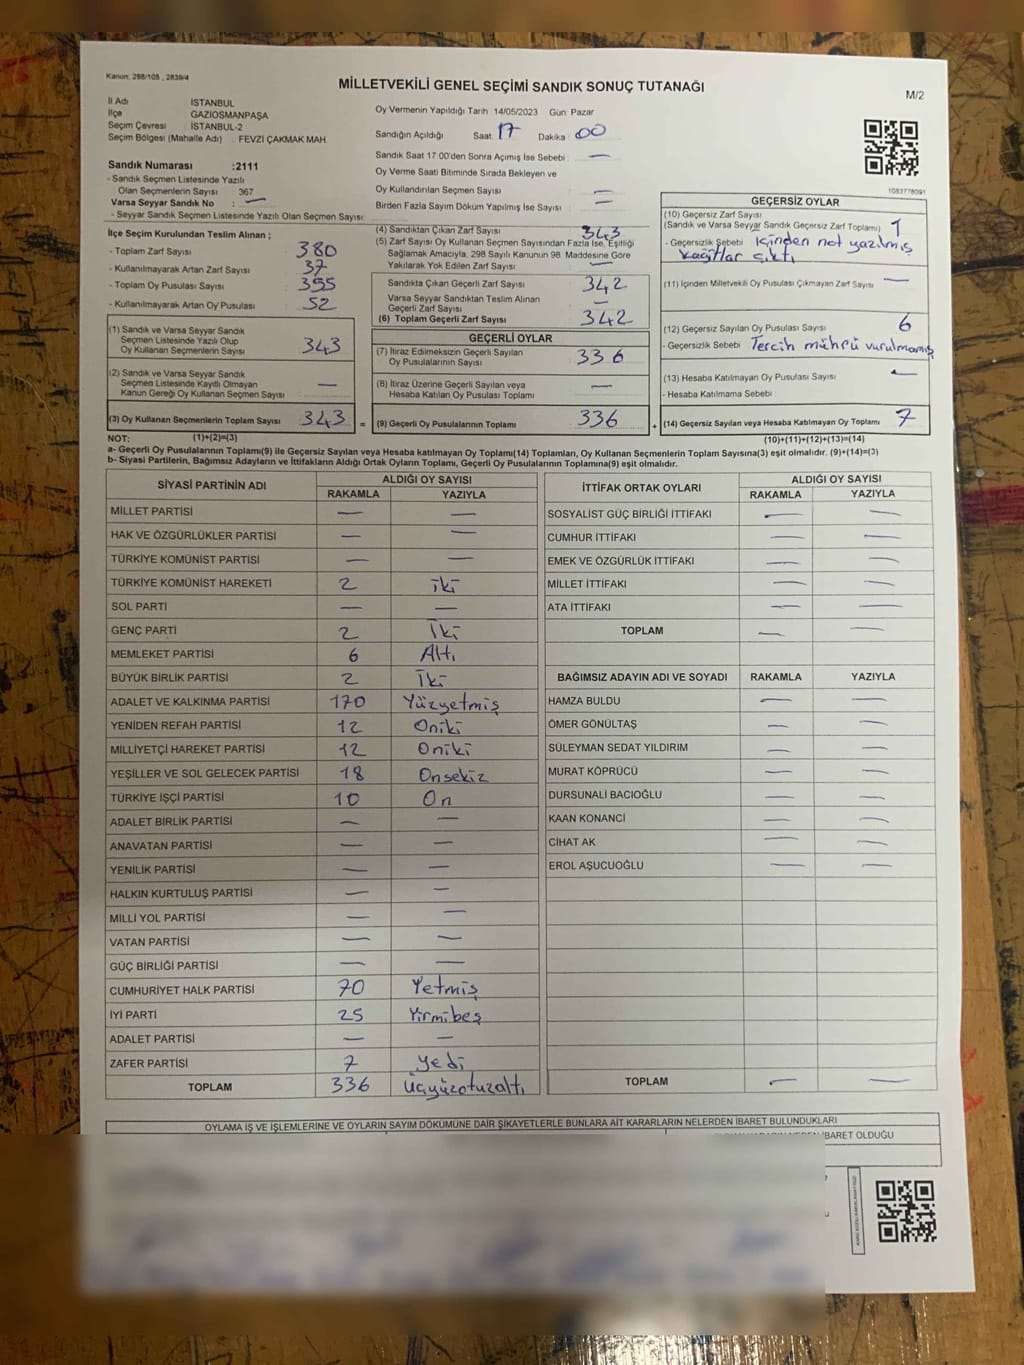 Kanun: 298/105 , 2839/4
MİLLETVEKİLİ GENEL SEÇİMİ SANDIK SONUÇ TUTANAĞI
M/2
İl Adı İSTANBUL
İlçe GAZİOSMANPAŞA
Seçim Çevresi : İSTANBUL-2
Seçim Bölgesi (Mahalle Adı) : FEVZİ ÇAKMAK MAH
Sandık Numarası :2111
- Sandık Seçmen Listesinde Yazılı
Olan Seçmenlerin Sayısı : 367
Varsa Seyyar Sandık No : —
- Seyyar Sandık Seçmen Listesinde Yazılı Olan Seçmen Sayısı:
Oy Vermenin Yapıldığı Tarih 14/05/2023 Gün Pazar
Sandığın Açıldığı Saat 17 Dakika : 00
Sandık Saat 17:00'den Sonra Açımış İse Sebebi : —
Oy Verme Saati Bitiminde Sırada Bekleyen ve
Oy Kullandırılan Seçmen Sayısı : —
Birden Fazla Sayım Döküm Yapılmış İse Sayısı : —
1083778091
İlçe Seçim Kurulundan Teslim Alınan ;
- Toplam Zarf Sayısı : 380
- Kullanılmayarak Artan Zarf Sayısı : 37
- Toplam Oy Pusulası Sayısı : 395
- Kullanılmayarak Artan Oy Pusulası : 52
(1) Sandık ve Varsa Seyyar Sandık
Seçmen Listesinde Yazılı Olup
Oy Kullanan Seçmenlerin Sayısı : 343
(2) Sandık ve Varsa Seyyar Sandık
Seçmen Listesinde Kayıtlı Olmayan
Kanun Gereği Oy Kullanan Seçmen Sayısı : —
(3) Oy Kullanan Seçmenlerin Toplam Sayısı : 343 =
(4) Sandıktan Çıkan Zarf Sayısı : 343
(5) Zarf Sayısı Oy Kullanan Seçmen Sayısından Fazla İse, Eşitliği
Sağlamak Amacıyla, 298 Sayılı Kanunun 98. Maddesine Göre
Yakılarak Yok Edilen Zarf Sayısı : —
Sandıkta Çıkan Geçerli Zarf Sayısı : 342
Varsa Seyyar Sandıktan Teslim Alınan
Geçerli Zarf Sayısı : —
(6) Toplam Geçerli Zarf Sayısı : 342
GEÇERLİ OYLAR
(7) İtiraz Edilmeksizin Geçerli Sayılan
Oy Pusulalarının Sayısı : 336
(8) İtiraz Üzerine Geçerli Sayılan veya
Hesaba Katılan Oy Pusulası Toplamı : —
(9) Geçerli Oy Pusulalarının Toplamı : 336 +
GEÇERSİZ OYLAR
(10) Geçersiz Zarf Sayısı
(Sandık ve Varsa Seyyar Sandık Geçersiz Zarf Toplamı) : 1
- Geçersizlik Sebebi : İçinden not yazılmış
kağıtlar çıktı
(11) İçinden Milletvekili Oy Pusulası Çıkmayan Zarf Sayısı : —
(12) Geçersiz Sayılan Oy Pusulası Sayısı : 6
- Geçersizlik Sebebi : Tercih mührü vurulmamış
(13) Hesaba Katılmayan Oy Pusulası Sayısı : —
- Hesaba Katılmama Sebebi :
(14) Geçersiz Sayılan veya Hesaba Katılmayan Oy Toplamı : 7
NOT: (1)+(2)=(3) (10)+(11)+(12)+(13)=(14)
a- Geçerli Oy Pusulalarının Toplamı(9) ile Geçersiz Sayılan veya Hesaba katılmayan Oy Toplamı(14) Toplamları, Oy Kullanan Seçmenlerin Toplam Sayısına(3) eşit olmalıdır. (9)+(14)=(3)
b- Siyasi Partilerin, Bağımsız Adayların ve İttifakların Aldığı Ortak Oyların Toplamı, Geçerli Oy Pusulalarının Toplamına(9) eşit olmalıdır.
SİYASİ PARTİNİN ADI ALDIĞI OY SAYISI
RAKAMLA YAZIYLA
MİLLET PARTİSİ — —
HAK VE ÖZGÜRLÜKLER PARTİSİ — —
TÜRKİYE KOMÜNİST PARTİSİ — —
TÜRKİYE KOMÜNİST HAREKETİ 2 iki
SOL PARTİ — —
GENÇ PARTİ 2 İki
MEMLEKET PARTİSİ 6 Altı
BÜYÜK BİRLİK PARTİSİ 2 İki
ADALET VE KALKINMA PARTİSİ 170 Yüzyetmiş
YENİDEN REFAH PARTİSİ 12 Oniki
MİLLİYETÇİ HAREKET PARTİSİ 12 Oniki
YEŞİLLER VE SOL GELECEK PARTİSİ 18 Onsekiz
TÜRKİYE İŞÇİ PARTİSİ 10 On
ADALET BİRLİK PARTİSİ — —
ANAVATAN PARTİSİ — —
YENİLİK PARTİSİ — —
HALKIN KURTULUŞ PARTİSİ — —
MİLLİ YOL PARTİSİ — —
VATAN PARTİSİ — —
GÜÇ BİRLİĞİ PARTİSİ — —
CUMHURİYET HALK PARTİSİ 70 Yetmiş
İYİ PARTİ 25 Yirmibeş
ADALET PARTİSİ — —
ZAFER PARTİSİ 7 Yedi
TOPLAM 336 Üçyüzotuzaltı
İTTİFAK ORTAK OYLARI ALDIĞI OY SAYISI
RAKAMLA YAZIYLA
SOSYALİST GÜÇ BİRLİĞİ İTTİFAKI — —
CUMHUR İTTİFAKI — —
EMEK VE ÖZGÜRLÜK İTTİFAKI — —
MİLLET İTTİFAKI — —
ATA İTTİFAKI — —
TOPLAM — —
BAĞIMSIZ ADAYIN ADI VE SOYADI RAKAMLA YAZIYLA
HAMZA BULDU — —
ÖMER GÖNÜLTAŞ — —
SÜLEYMAN SEDAT YILDIRIM — —
MURAT KÖPRÜCÜ — —
DURSUNALİ BACIOĞLU — —
KAAN KONANCİ — —
CİHAT AK — —
EROL AŞUCUOĞLU — —
TOPLAM — —
OYLAMA İŞ VE İŞLEMLERİNE VE OYLARIN SAYIM DÖKÜMÜNE DAİR ŞİKAYETLERLE BUNLARA AİT KARARLARIN NELERDEN İBARET BULUNDUKLARI
İBARET OLDUĞU